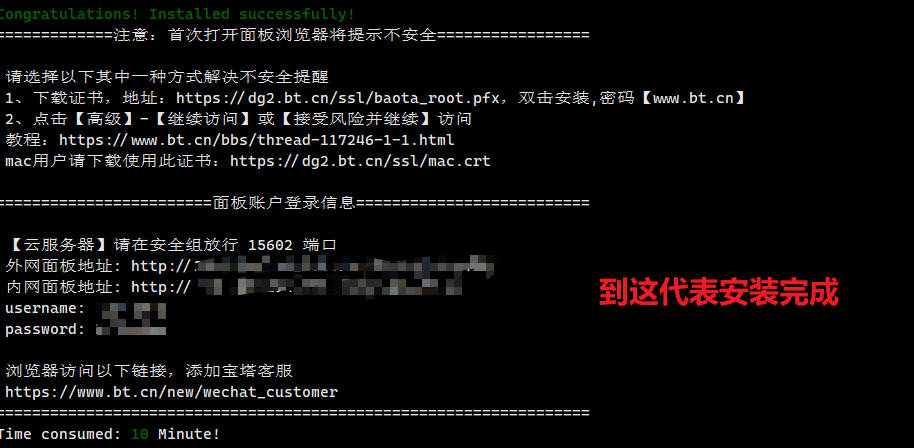 Congratulations! Installed successfully!
=============注意：首次打开面板浏览器将提示不安全=================
请选择以下其中一种方式解决不安全提醒
1、下载证书，地址：https://dg2.bt.cn/ssl/baota_root.pfx，双击安装,密码【www.bt.cn】
2、点击【高级】-【继续访问】或【接受风险并继续】访问
教程：https://www.bt.cn/bbs/thread-117246-1-1.html
mac用户请下载使用此证书：https://dg2.bt.cn/ssl/mac.crt
========================面板账户登录信息==========================
【云服务器】请在安全组放行 15602 端口
外网面板地址: http://
内网面板地址: http://
username:
password:
到这代表安装完成
浏览器访问以下链接，添加宝塔客服
https://www.bt.cn/new/wechat_customer
==================================================================
Time consumed: 10 Minute!